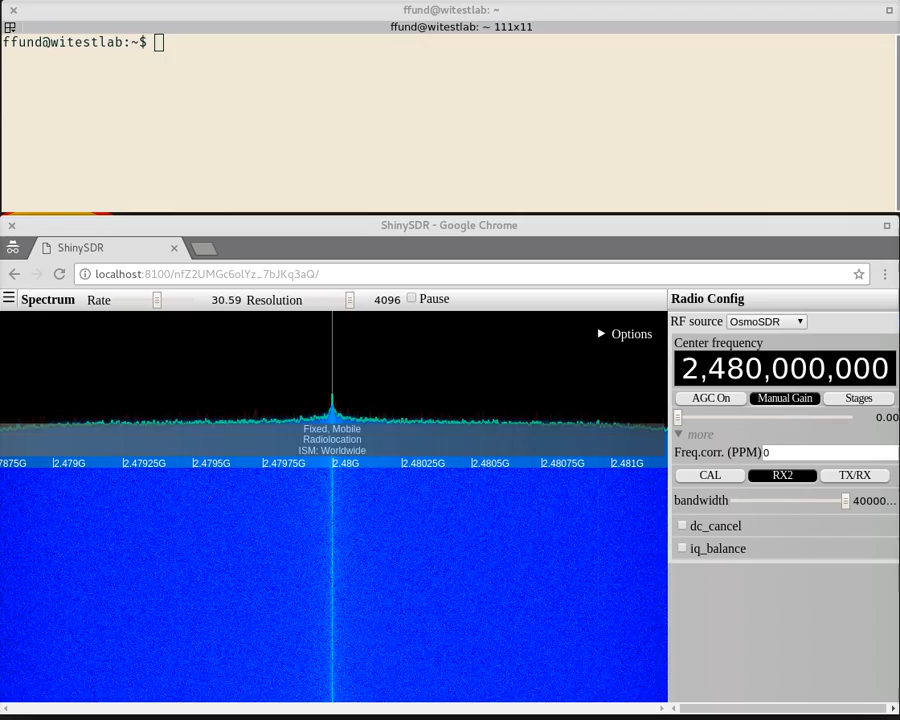 ffund@witestlab: ~
ffund@witestlab: ~ 111x11
ffund@witestlab:~$
ShinySDR - Google Chrome
ShinySDR
localhost:8100/nfZ2UMGc6olYz_7bJKq3aQ/
Spectrum Rate 30.59 Resolution 4096 Pause
Radio Config
Options
RF source OsmoSDR
Center frequency
2,480,000,000
AGC On Manual Gain Stages
0.00
more
Freq.corr. (PPM) 0
CAL RX2 TX/RX
bandwidth 40000...
dc_cancel
iq_balance
Fixed, Mobile
Radiolocation
ISM: Worldwide
7875G 2.479G 2.47925G 2.4795G 2.47975G 2.48G 2.48025G 2.4805G 2.48075G 2.481G